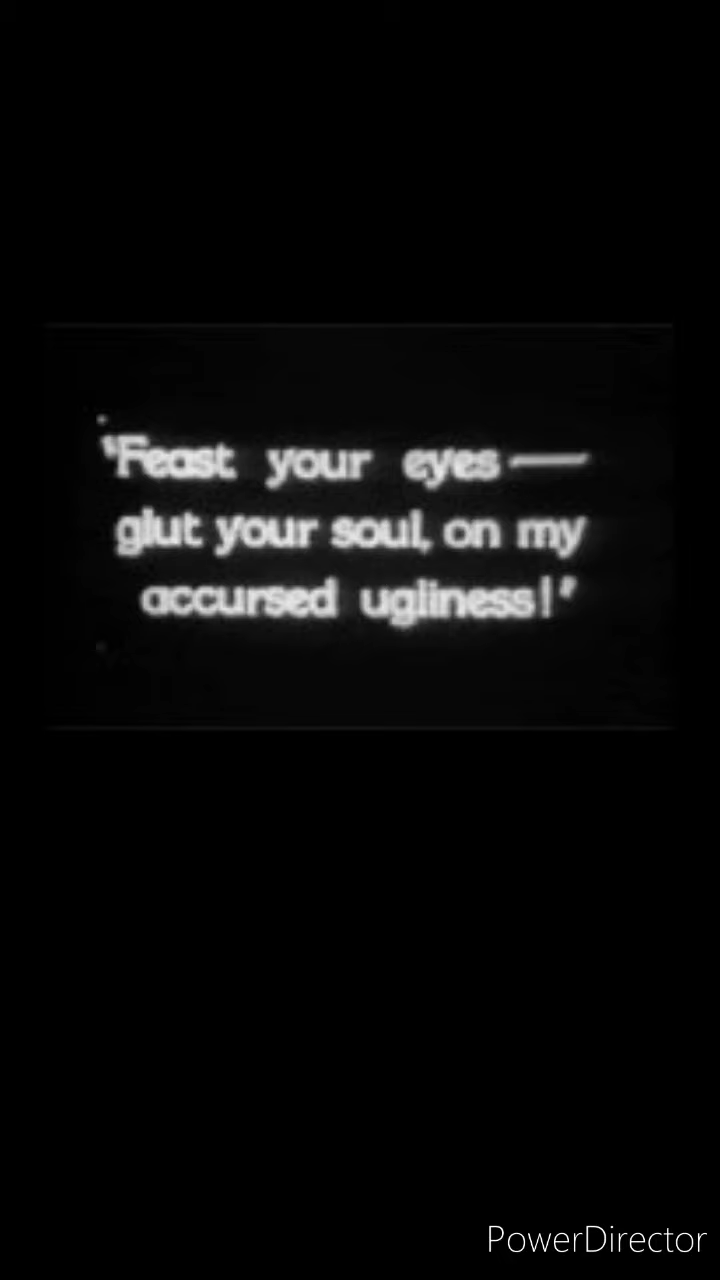 "Feast your eyes—
glut your soul, on my
accursed ugliness!"
PowerDirector